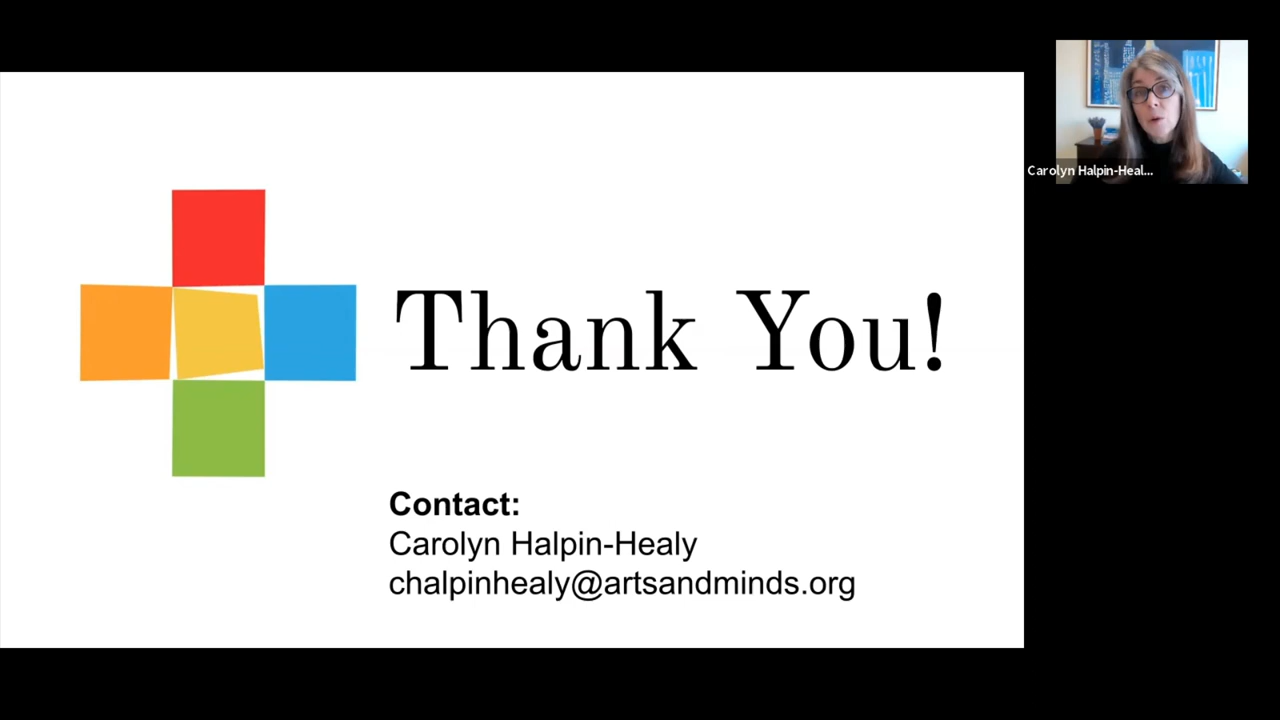 Carolyn Halpin-Heal...
Thank You!
Contact:
Carolyn Halpin-Healy
chalpinhealy@artsandminds.org